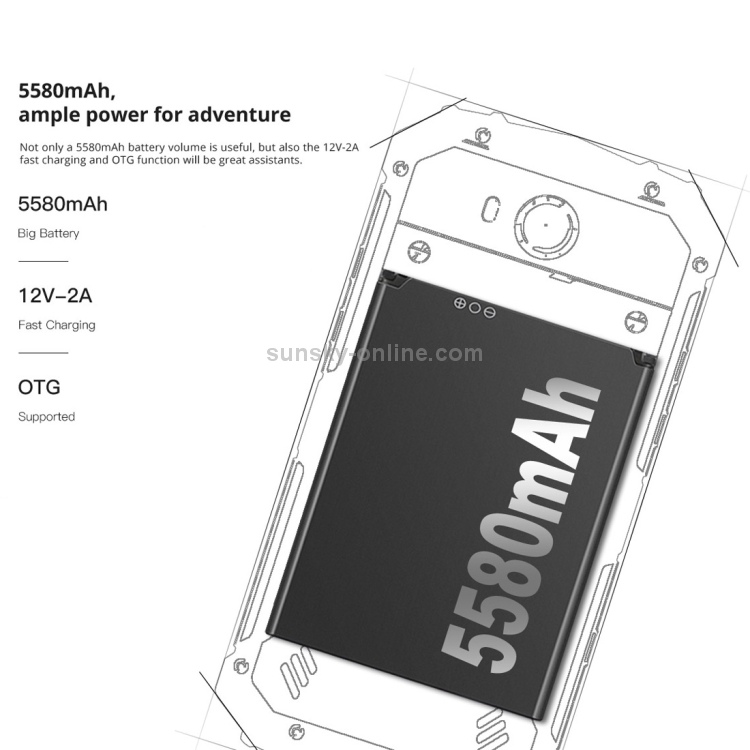 5580mAh,
ample power for adventure
Not only a 5580mAh battery volume is useful, but also the 12V-2A
fast charging and OTG function will be great assistants.
5580mAh
Big Battery
12V-2A
Fast Charging
OTG
Supported
sunsky-online.com
5580mAh